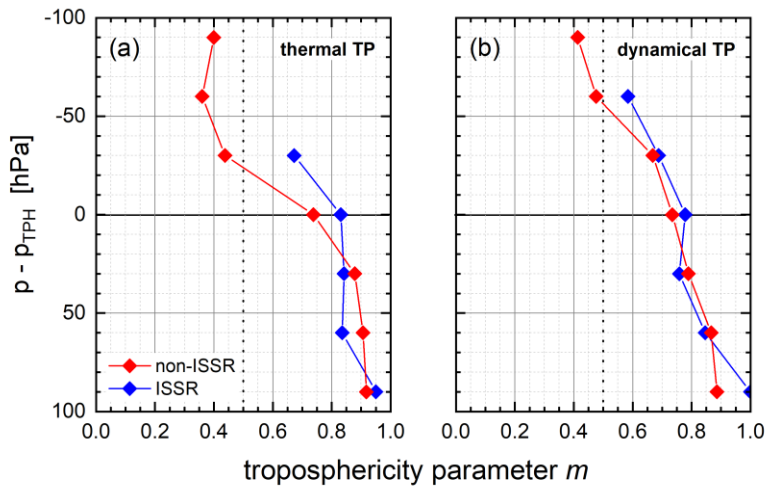 (a) thermal TP
(b) dynamical TP
-100
-50
0
50
100
p - pTPH [hPa]
non-ISSR
ISSR
0.0 0.2 0.4 0.6 0.8 1.0
0.0 0.2 0.4 0.6 0.8 1.0
troposphericity parameter m